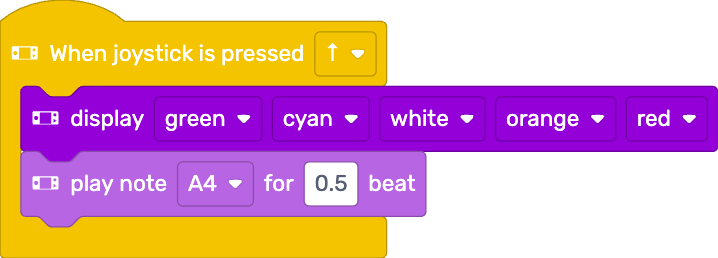 When joystick is pressed ↑
display green cyan white orange red
play note A4 for 0.5 beat